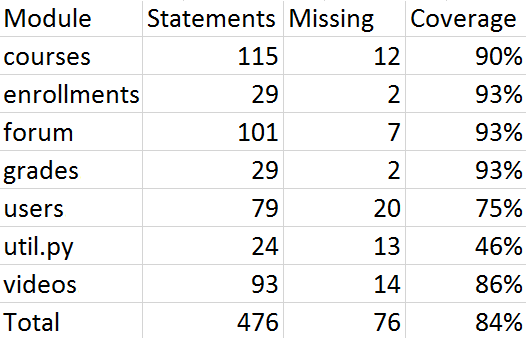 Module Statements Missing Coverage
courses 115 12 90%
enrollments 29 2 93%
forum 101 7 93%
grades 29 2 93%
users 79 20 75%
util.py 24 13 46%
videos 93 14 86%
Total 476 76 84%